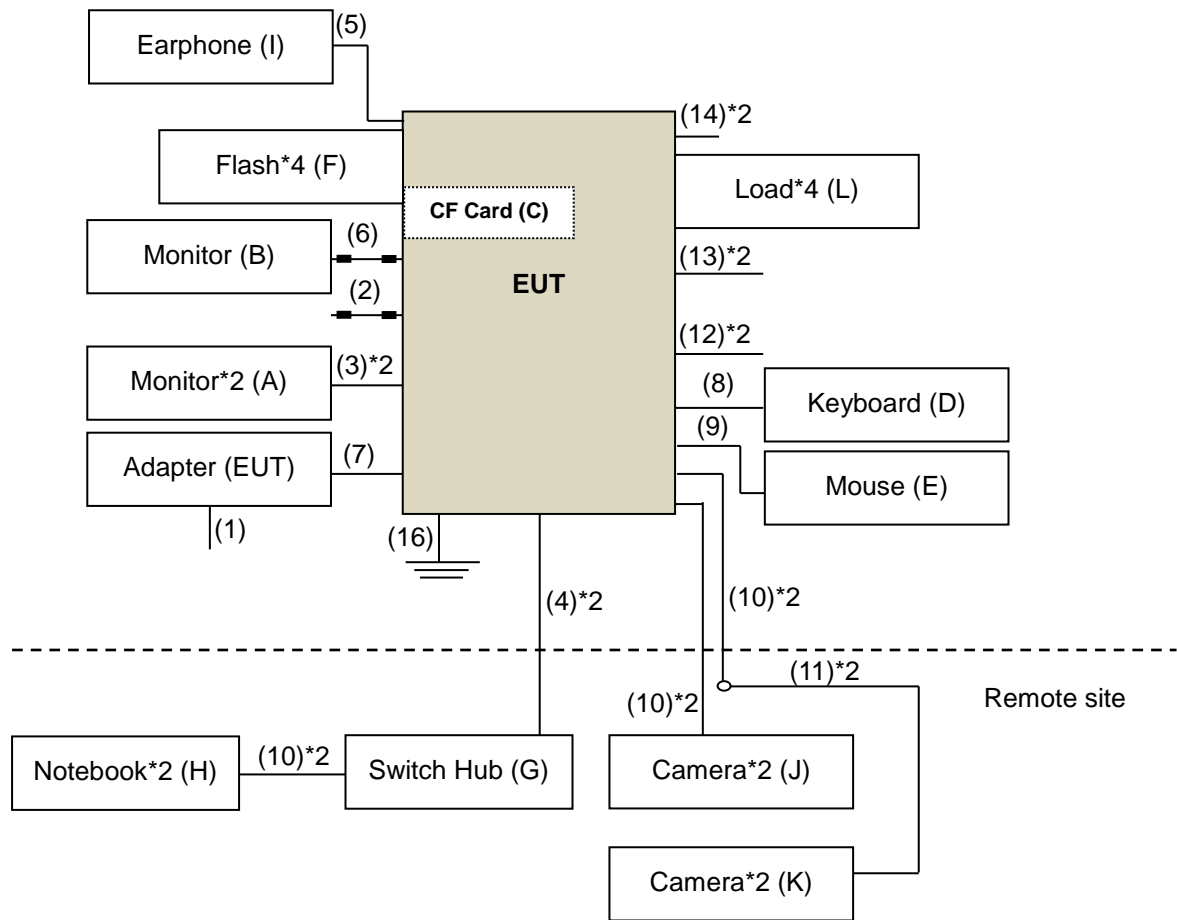 (5)
Earphone (I)
(14)*2
Flash*4 (F)
Load*4 (L)
CF Card (C)
(6)
Monitor (B)
(13)*2
EUT
(2)
(12)*2
(3)*2
Monitor*2 (A)
(8)
Keyboard (D)
(9)
Adapter (EUT)
(7)
Mouse (E)
(1)
(16)
(4)*2
(10)*2
(11)*2
Remote site
(10)*2
Notebook*2 (H)
(10)*2
Switch Hub (G)
Camera*2 (J)
Camera*2 (K)